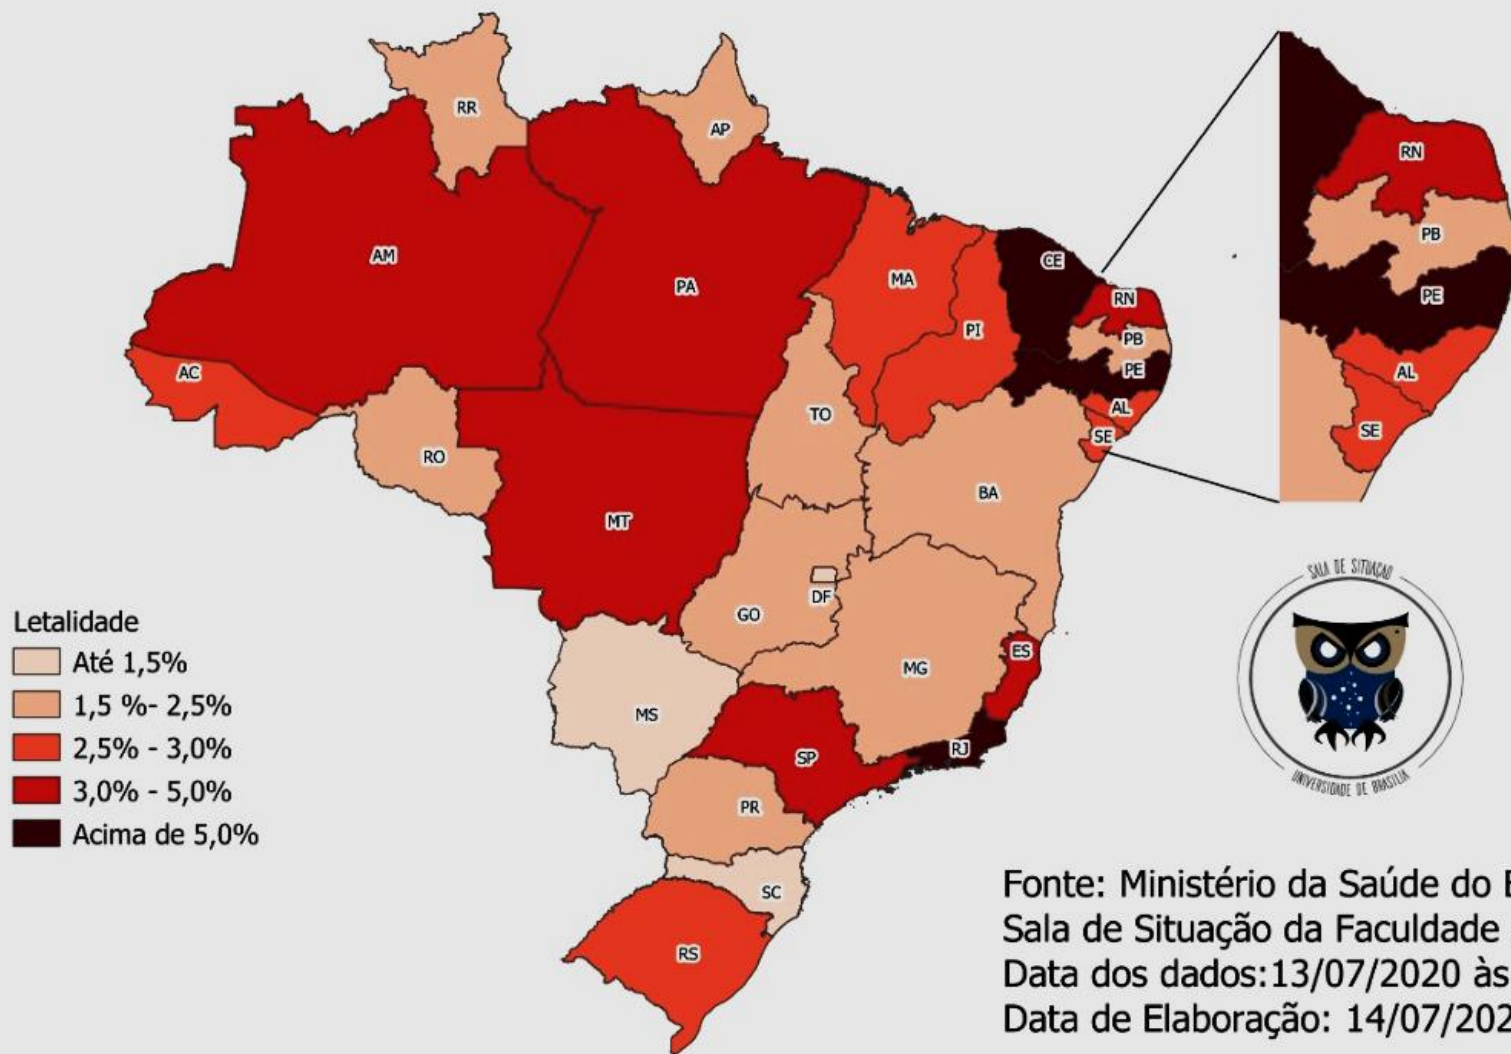 RR
AP
AM
PA
MA
CE
PI
RN
PB
PE
AL
SE
AC
RO
TO
BA
MT
GO
DF
MG
ES
MS
SP
RJ
PR
SC
RS
RN
PB
PE
AL
SE
Letalidade
Até 1,5%
1,5 %- 2,5%
2,5% - 3,0%
3,0% - 5,0%
Acima de 5,0%
SALA DE SITUAÇÃO
UNIVERSIDADE DE BRASÍLIA
Fonte: Ministério da Saúde do
Sala de Situação da Faculdade
Data dos dados:13/07/2020 às
Data de Elaboração: 14/07/202